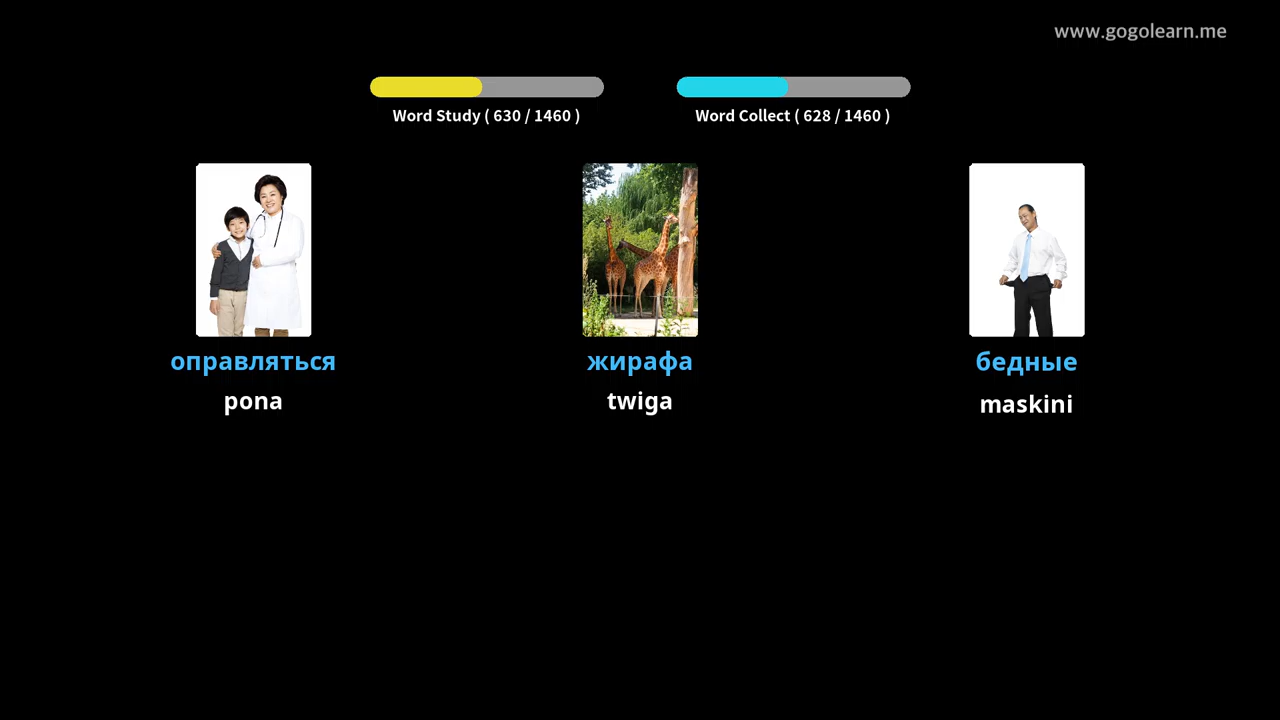 www.gogolearn.me
Word Study ( 630 / 1460 )
Word Collect ( 628 / 1460 )
оправляться
жирафа
бедные
pona
twiga
maskini